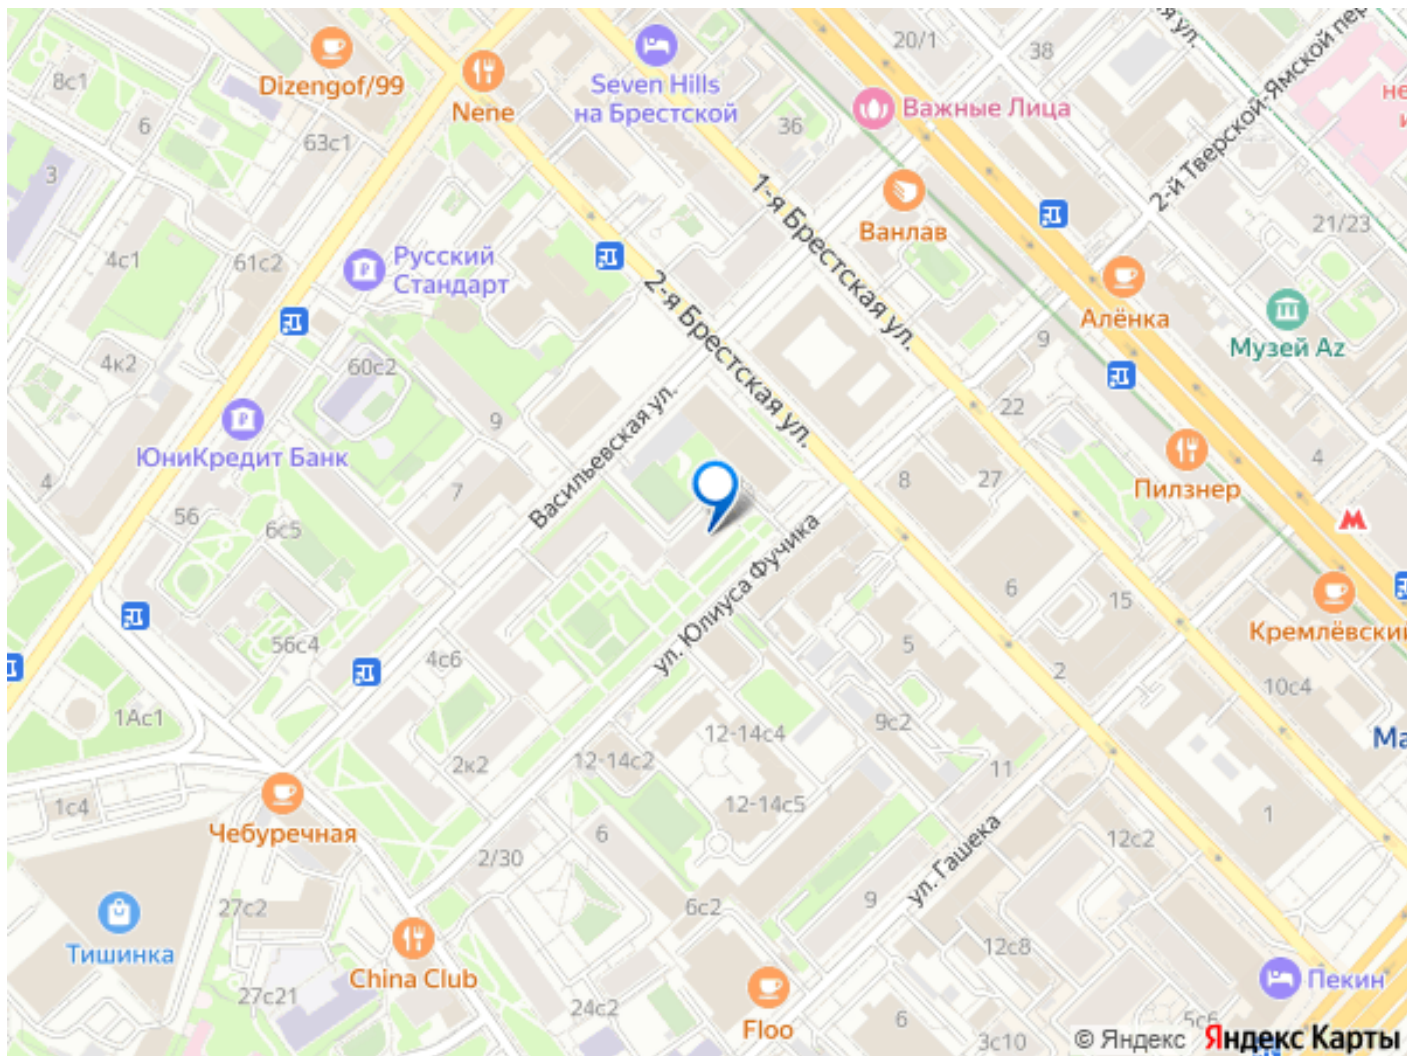 20/1
38
8с1
Dizengof/99
Nene
Seven Hills
на Брестской
Важные Лица
6
36
63с1
3
2-й Тверской-Ямской пер
не
1-я Брестская ул.
Ванлав
21/23
4с1
61с2
Русский
Стандарт
2-я Брестская ул.
Алёнка
9
Музей Az
4к2
60с2
9
22
ЮниКредит Банк
Васильевская ул.
4
4
7
8
27
Пилзнер
56
6с5
ул. Юлиуса Фучика
6
15
Кремлёвский
56с4
4с6
5
2
10с4
1Ас1
9с2
12-14с4
Ма
2к2
12-14с2
11
12-14с5
1с4
1
Чебуречная
6
12с2
2/30
ул. Гашека
9
27с2
6с2
12с8
Тишинка
China Club
Пекин
27с21
24с2
Floo
6
5с6
3с10
© Яндекс Яндекс Карты